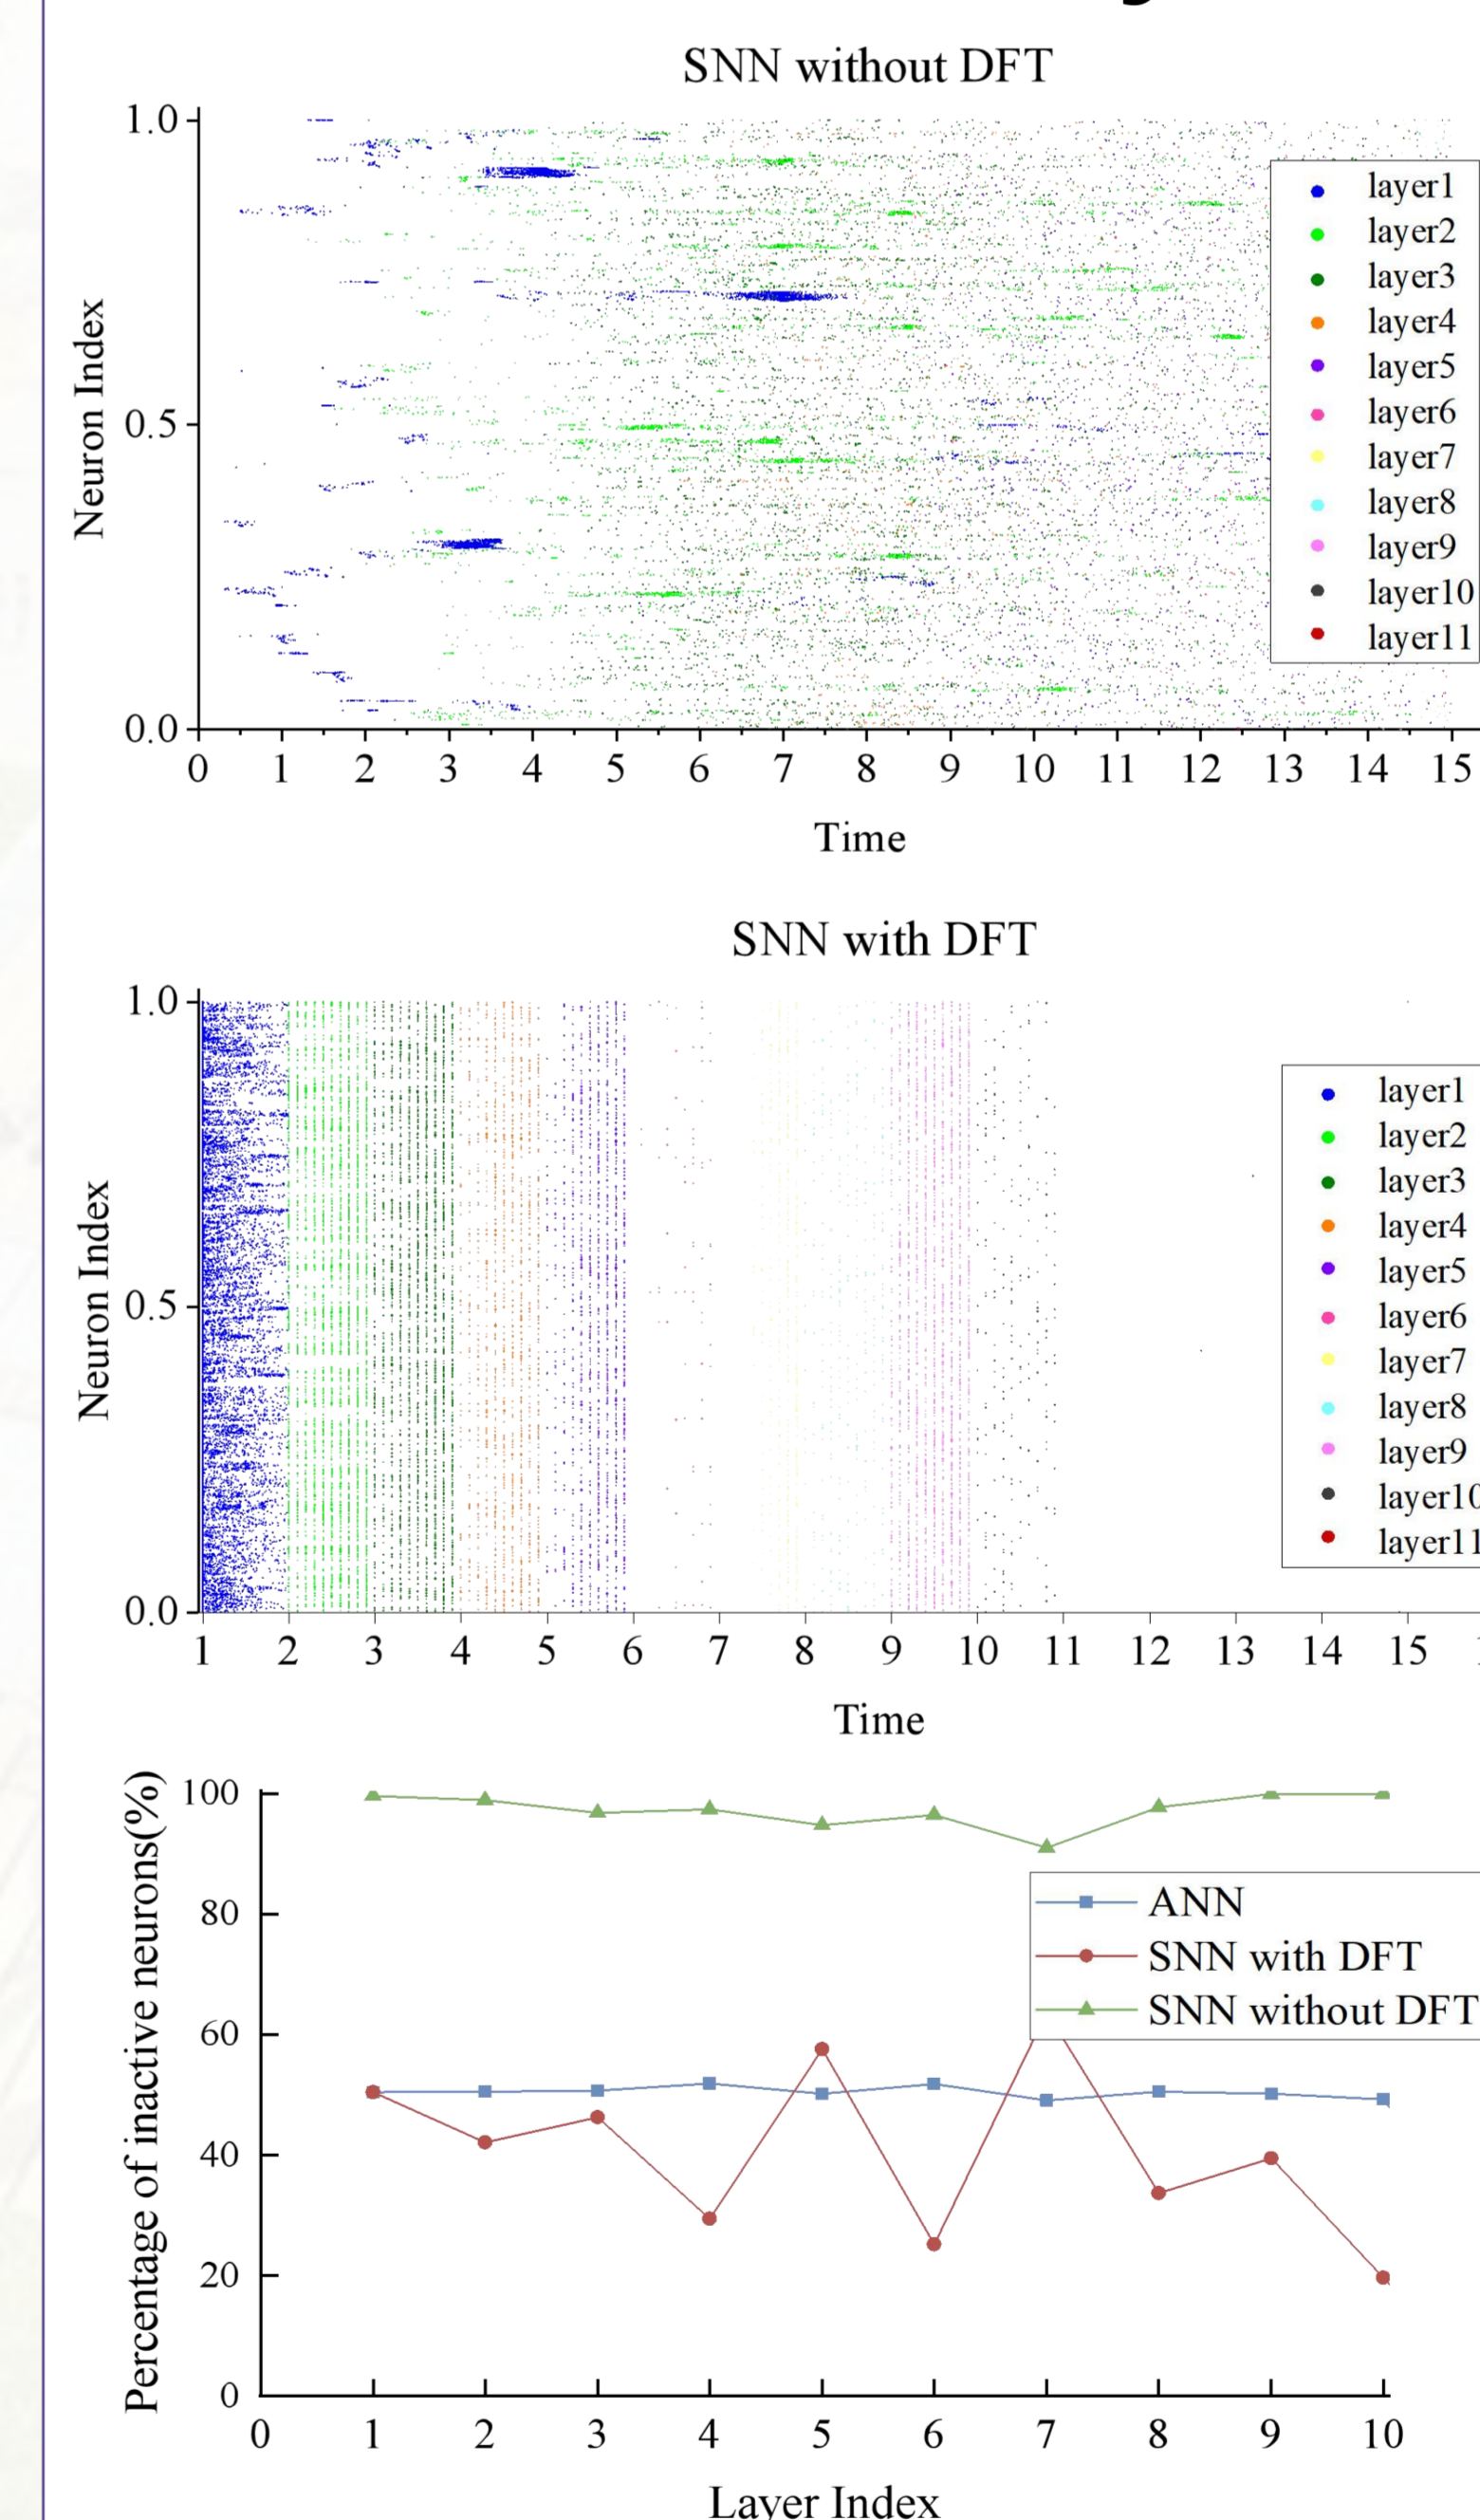 SNN without DFT
1.0
0.5
0.0
Neuron Index
layer1
layer2
layer3
layer4
layer5
layer6
layer7
layer8
layer9
layer10
layer11
0 1 2 3 4 5 6 7 8 9 10 11 12 13 14 15
Time
SNN with DFT
1.0
0.5
0.0
Neuron Index
layer1
layer2
layer3
layer4
layer5
layer6
layer7
layer8
layer9
layer10
layer11
1 2 3 4 5 6 7 8 9 10 11 12 13 14 15
Time
Percentage of inactive neurons(%)
100
80
60
40
20
0
ANN
SNN with DFT
SNN without DFT
0 1 2 3 4 5 6 7 8 9 10
Layer Index